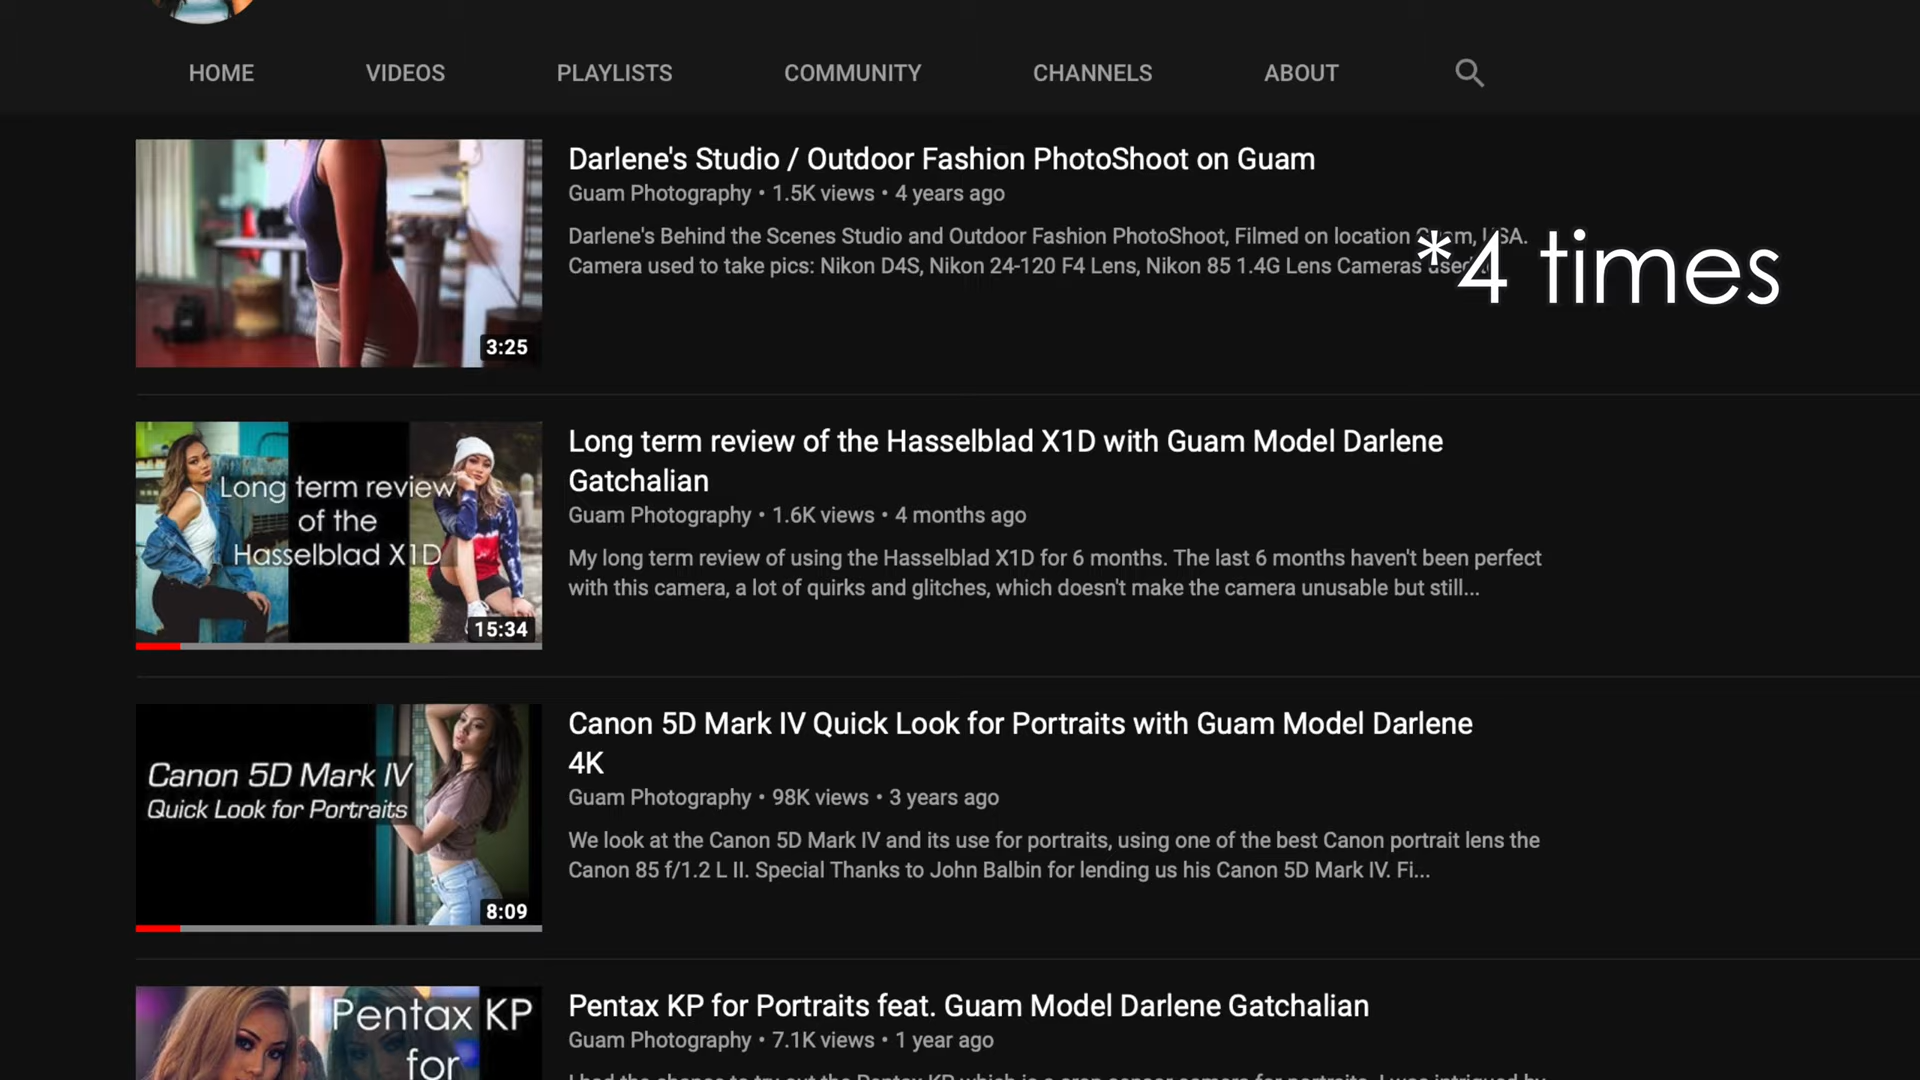 HOME VIDEOS PLAYLISTS COMMUNITY CHANNELS ABOUT
3:25
Darlene's Studio / Outdoor Fashion PhotoShoot on Guam
Guam Photography • 1.5K views • 4 years ago
Darlene's Behind the Scenes Studio and Outdoor Fashion PhotoShoot, Filmed on location Guam, USA.
Camera used to take pics: Nikon D4S, Nikon 24-120 F4 Lens, Nikon 85 1.4G Lens Cameras used
*4 times
Long term review
of the
Hasselblad X1D
15:34
Long term review of the Hasselblad X1D with Guam Model Darlene
Gatchalian
Guam Photography • 1.6K views • 4 months ago
My long term review of using the Hasselblad X1D for 6 months. The last 6 months haven't been perfect
with this camera, a lot of quirks and glitches, which doesn't make the camera unusable but still...
Canon 5D Mark IV
Quick Look for Portraits
8:09
Canon 5D Mark IV Quick Look for Portraits with Guam Model Darlene
4K
Guam Photography • 98K views • 3 years ago
We look at the Canon 5D Mark IV and its use for portraits, using one of the best Canon portrait lens the
Canon 85 f/1.2 L II. Special Thanks to John Balbin for lending us his Canon 5D Mark IV. Fi...
Pentax KP
for
Pentax KP for Portraits feat. Guam Model Darlene Gatchalian
Guam Photography • 7.1K views • 1 year ago